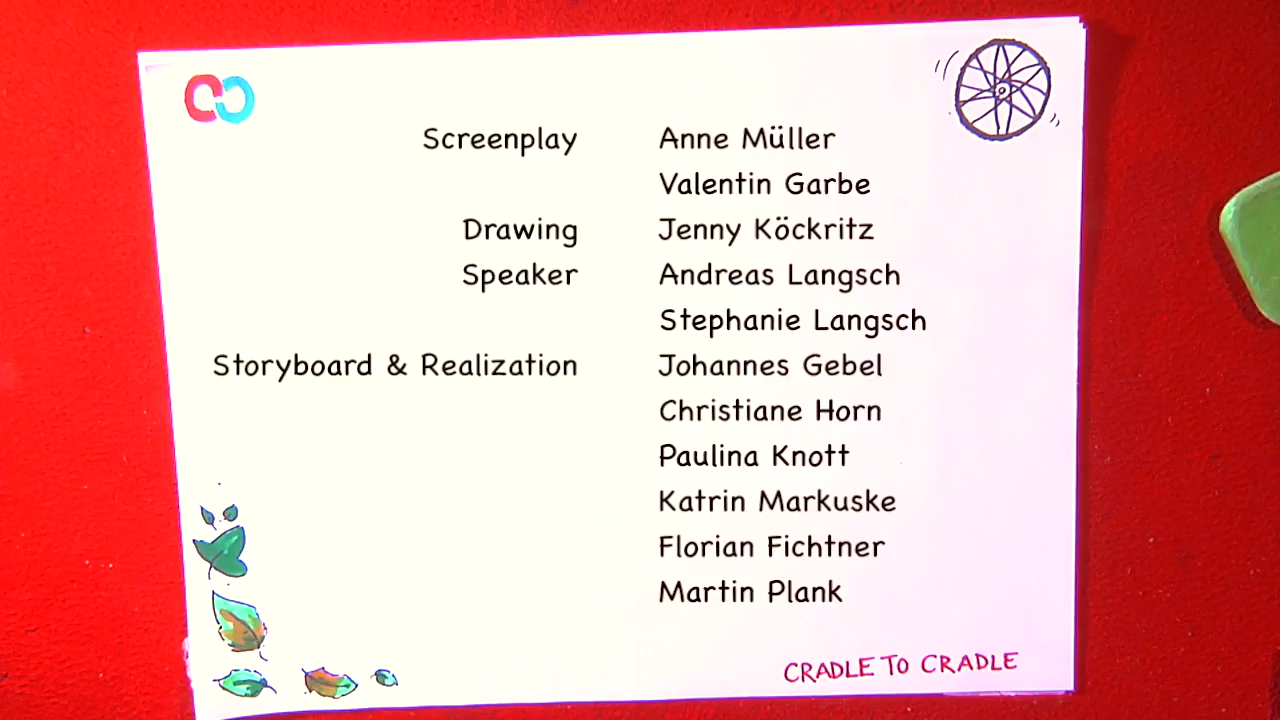 Screenplay Anne Müller
Valentin Garbe
Drawing Jenny Köckritz
Speaker Andreas Langsch
Stephanie Langsch
Storyboard & Realization Johannes Gebel
Christiane Horn
Paulina Knott
Katrin Markuske
Florian Fichtner
Martin Plank
CRADLE TO CRADLE